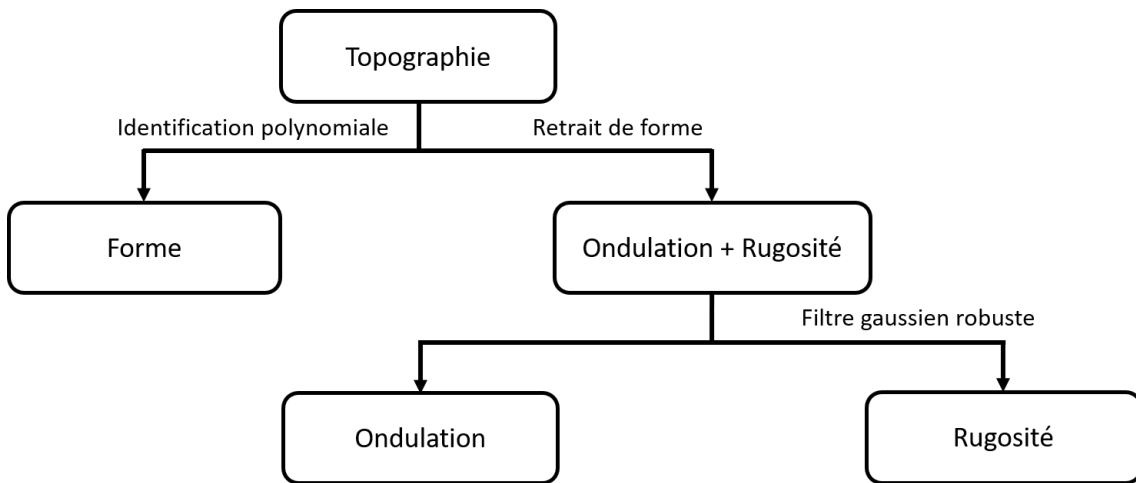 Topographie
Identification polynomiale
Retrait de forme
Forme
Ondulation + Rugosité
Filtre gaussien robuste
Ondulation
Rugosité